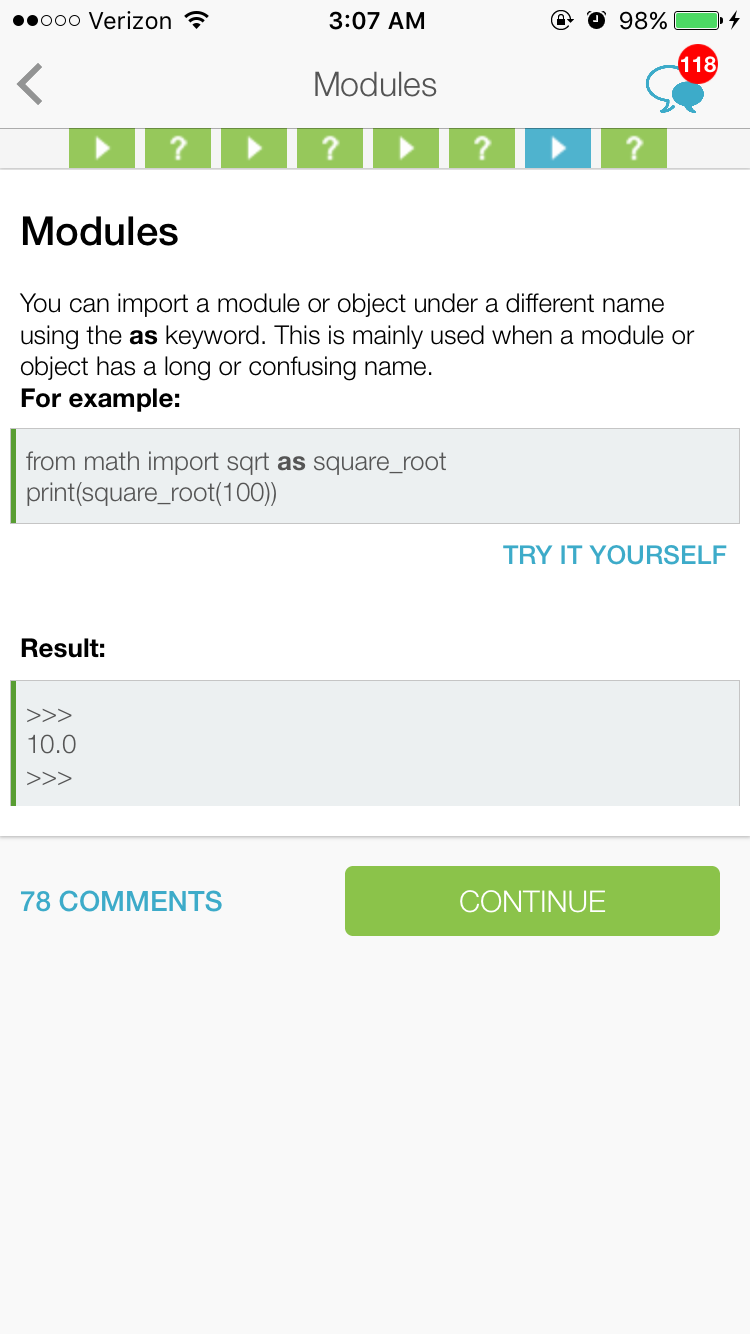 Verizon 3:07 AM 98%
Modules 118
? ? ? ?
Modules
You can import a module or object under a different name
using the as keyword. This is mainly used when a module or
object has a long or confusing name.
For example:
from math import sqrt as square_root
print(square_root(100))
TRY IT YOURSELF
Result:
>>>
10.0
>>>
78 COMMENTS CONTINUE